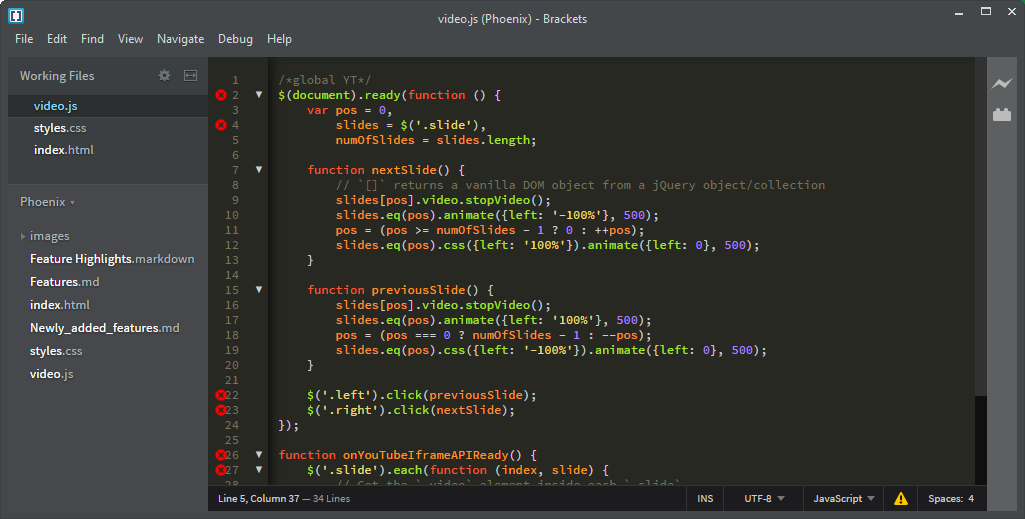 video.js (Phoenix) - Brackets
File Edit Find View Navigate Debug Help
Working Files
video.js
styles.css
index.html
Phoenix
images
Feature Highlights.markdown
Features.md
index.html
Newly_added_features.md
styles.css
video.js
1 /*global YT*/
2 $(document).ready(function () {
3     var pos = 0,
4         slides = $('.slide'),
5         numOfSlides = slides.length;
6
7     function nextSlide() {
8         // `[]` returns a vanilla DOM object from a jQuery object/collection
9         slides[pos].video.stopVideo();
10         slides.eq(pos).animate({left: '-100%'}, 500);
11         pos = (pos >= numOfSlides - 1 ? 0 : ++pos);
12         slides.eq(pos).css({left: '100%'}).animate({left: 0}, 500);
13     }
14
15     function previousSlide() {
16         slides[pos].video.stopVideo();
17         slides.eq(pos).animate({left: '100%'}, 500);
18         pos = (pos === 0 ? numOfSlides - 1 : --pos);
19         slides.eq(pos).css({left: '-100%'}).animate({left: 0}, 500);
20     }
21
22     $('.left').click(previousSlide);
23     $('.right').click(nextSlide);
24 });
25
26 function onYouTubeIframeAPIReady() {
27     $('.slide').each(function (index, slide) {
28         // Get the `.video` element inside each `.slide`
Line 5, Column 37 — 34 Lines
INS UTF-8 JavaScript Spaces: 4